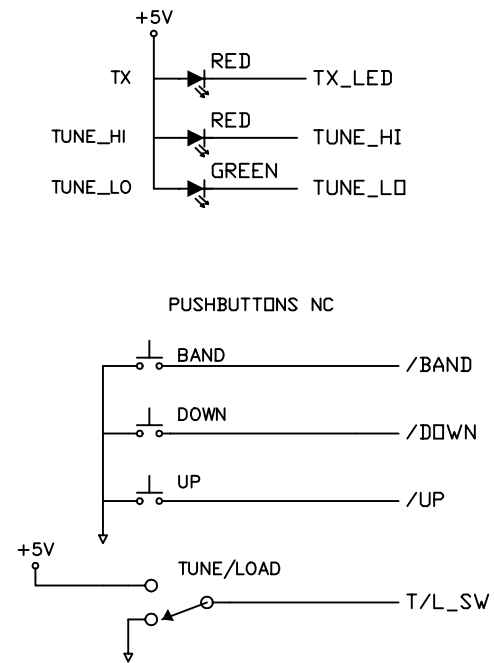 +5V
RED
TX TX_LED
RED
TUNE_HI TUNE_HI
GREEN
TUNE_LO TUNE_LO
PUSHBUTTONS NC
BAND
/BAND
DOWN
/DOWN
UP
/UP
+5V
TUNE/LOAD
T/L_SW